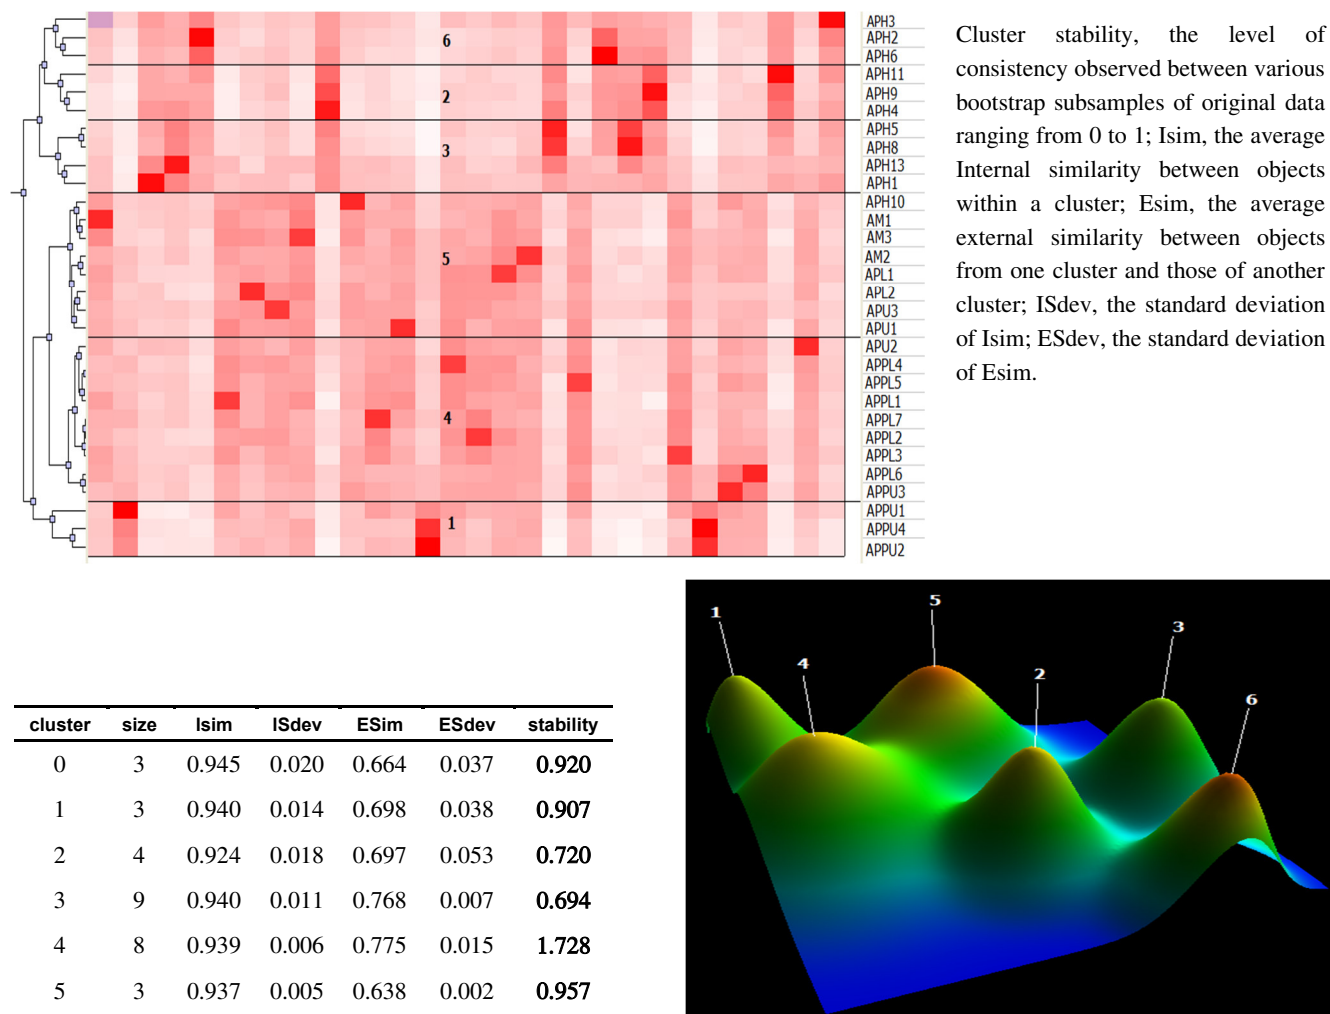 APH3
APH2
APH6
APH11
APH9
APH4
APH5
APH8
APH13
APH1
APH10
AM1
AM3
AM2
APL1
APL2
APU3
APU1
APU2
APPL4
APPL5
APPL1
APPL7
APPL2
APPL3
APPL6
APPU3
APPU1
APPU4
APPU2
6
2
3
5
4
1
Cluster stability, the level of
consistency observed between various
bootstrap subsamples of original data
ranging from 0 to 1; Isim, the average
Internal similarity between objects
within a cluster; Esim, the average
external similarity between objects
from one cluster and those of another
cluster; ISdev, the standard deviation
of Isim; ESdev, the standard deviation
of Esim.
cluster size Isim ISdev ESim ESdev stability
0 3 0.945 0.020 0.664 0.037 0.920
1 3 0.940 0.014 0.698 0.038 0.907
2 4 0.924 0.018 0.697 0.053 0.720
3 9 0.940 0.011 0.768 0.007 0.694
4 8 0.939 0.006 0.775 0.015 1.728
5 3 0.937 0.005 0.638 0.002 0.957
1
5
3
4
2
6